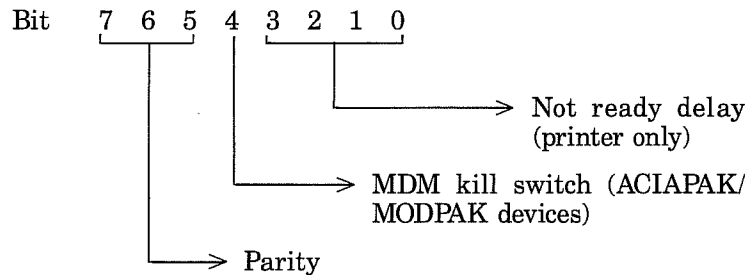 Bit 7 6 5 4 3 2 1 0
Not ready delay
(printer only)
MDM kill switch (ACIAPAK/
MODPAK devices)
Parity